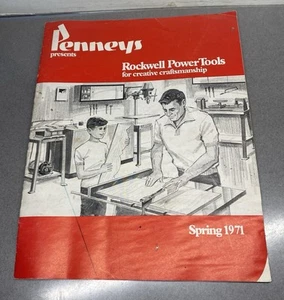 Penneys
presents
Rockwell Power Tools
for creative craftsmanship
Spring 1971